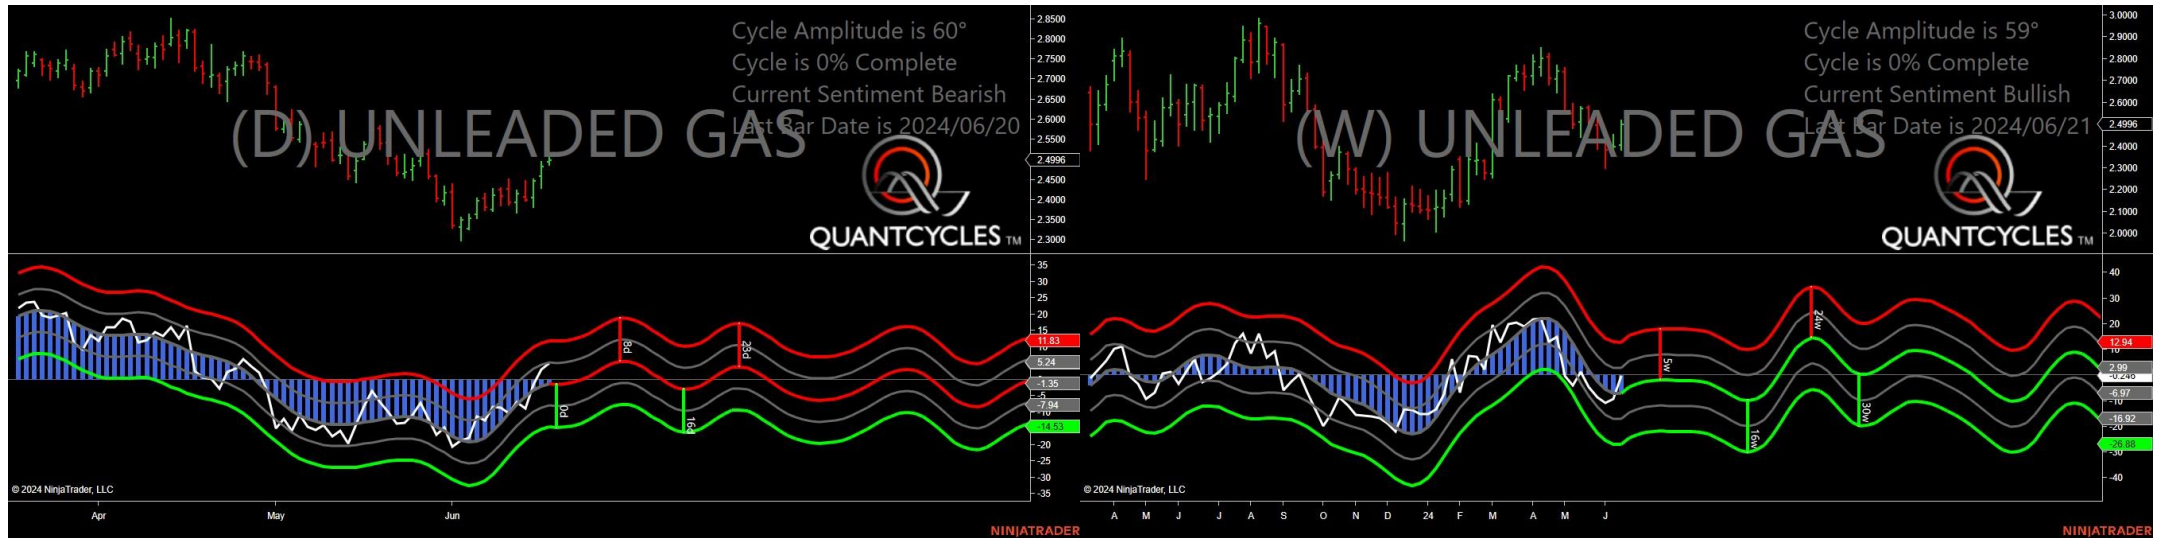 Cycle Amplitude is 60°
Cycle is 0% Complete
Current Sentiment Bearish
Last Bar Date is 2024/06/20
(D) UNLEADED GAS
QUANTCYCLES TM
2.8500
2.8000
2.7500
2.7000
2.6500
2.6000
2.5500
2.4996
2.4500
2.4000
2.3500
2.3000
35
30
25
20
15
11.83
5.24
-1.35
-7.94
-14.53
-20
-25
-30
-35
8d
23d
0d
16d
© 2024 NinjaTrader, LLC
Apr May Jun
NINJATRADER
Cycle Amplitude is 59°
Cycle is 0% Complete
Current Sentiment Bullish
Last Bar Date is 2024/06/21
(W) UNLEADED GAS
QUANTCYCLES TM
3.0000
2.9000
2.8000
2.7000
2.6000
2.4996
2.4000
2.3000
2.2000
2.1000
2.0000
40
30
20
12.94
2.99
-0.246
-6.97
-16.92
-26.88
-30
-40
5w
24w
16w
30w
© 2024 NinjaTrader, LLC
A M J J A S O N D 24 F M A M J
NINJATRADER